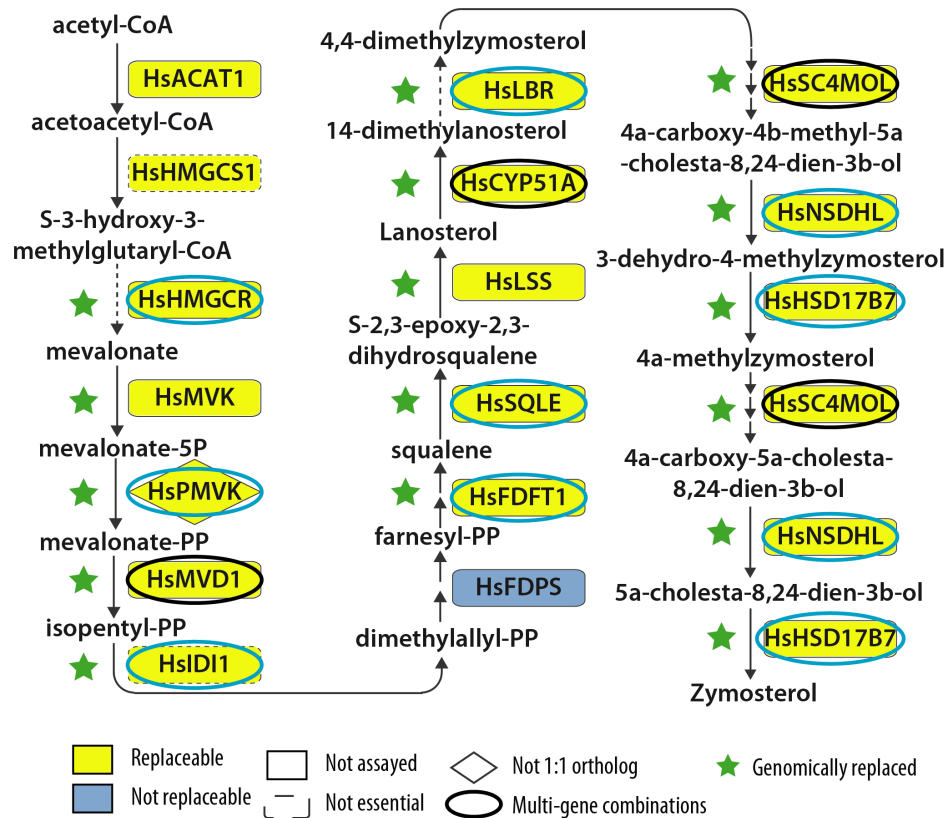 acetyl-CoA
HsACAT1
acetoacetyl-CoA
HsHMGCS1
S-3-hydroxy-3-
methylglutaryl-CoA
HsHMGCR
mevalonate
HsMVK
mevalonate-5P
HsPMVK
mevalonate-PP
HsMVD1
isopentyl-PP
HsIDI1
4,4-dimethylzymosterol
HsLBR
14-dimethylanosterol
HsCYP51A
Lanosterol
HsLSS
S-2,3-epoxy-2,3-
dihydrosqualene
HsSQLE
squalene
HsFDFT1
farnesyl-PP
HsFDPS
dimethylallyl-PP
HsSC4MOL
4a-carboxy-4b-methyl-5a
-cholesta-8,24-dien-3b-ol
HsNSDHL
3-dehydro-4-methylzymosterol
HsHSD17B7
4a-methylzymosterol
HsSC4MOL
4a-carboxy-5a-cholesta-
8,24-dien-3b-ol
HsNSDHL
5a-cholesta-8,24-dien-3b-ol
HsHSD17B7
Zymosterol
Replaceable
Not replaceable
Not assayed
Not essential
Not 1:1 ortholog
Multi-gene combinations
Genomically replaced